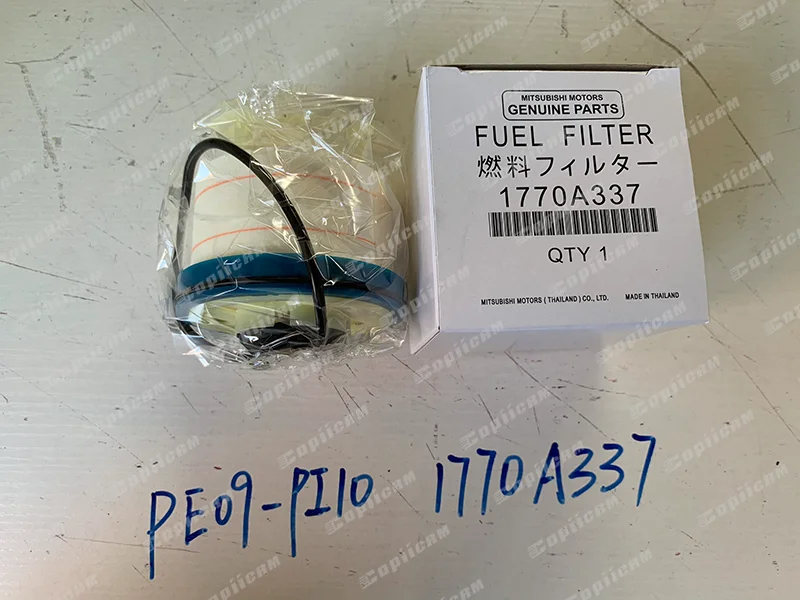 MITSUBISHI MOTORS
GENUINE PARTS
FUEL FILTER
燃料フィルター
1770A337
QTY 1
MITSUBISHI MOTORS ( THAILAND ) CO., LTD. MADE IN THAILAND
PE09-PI10 1770A337
Copiicam